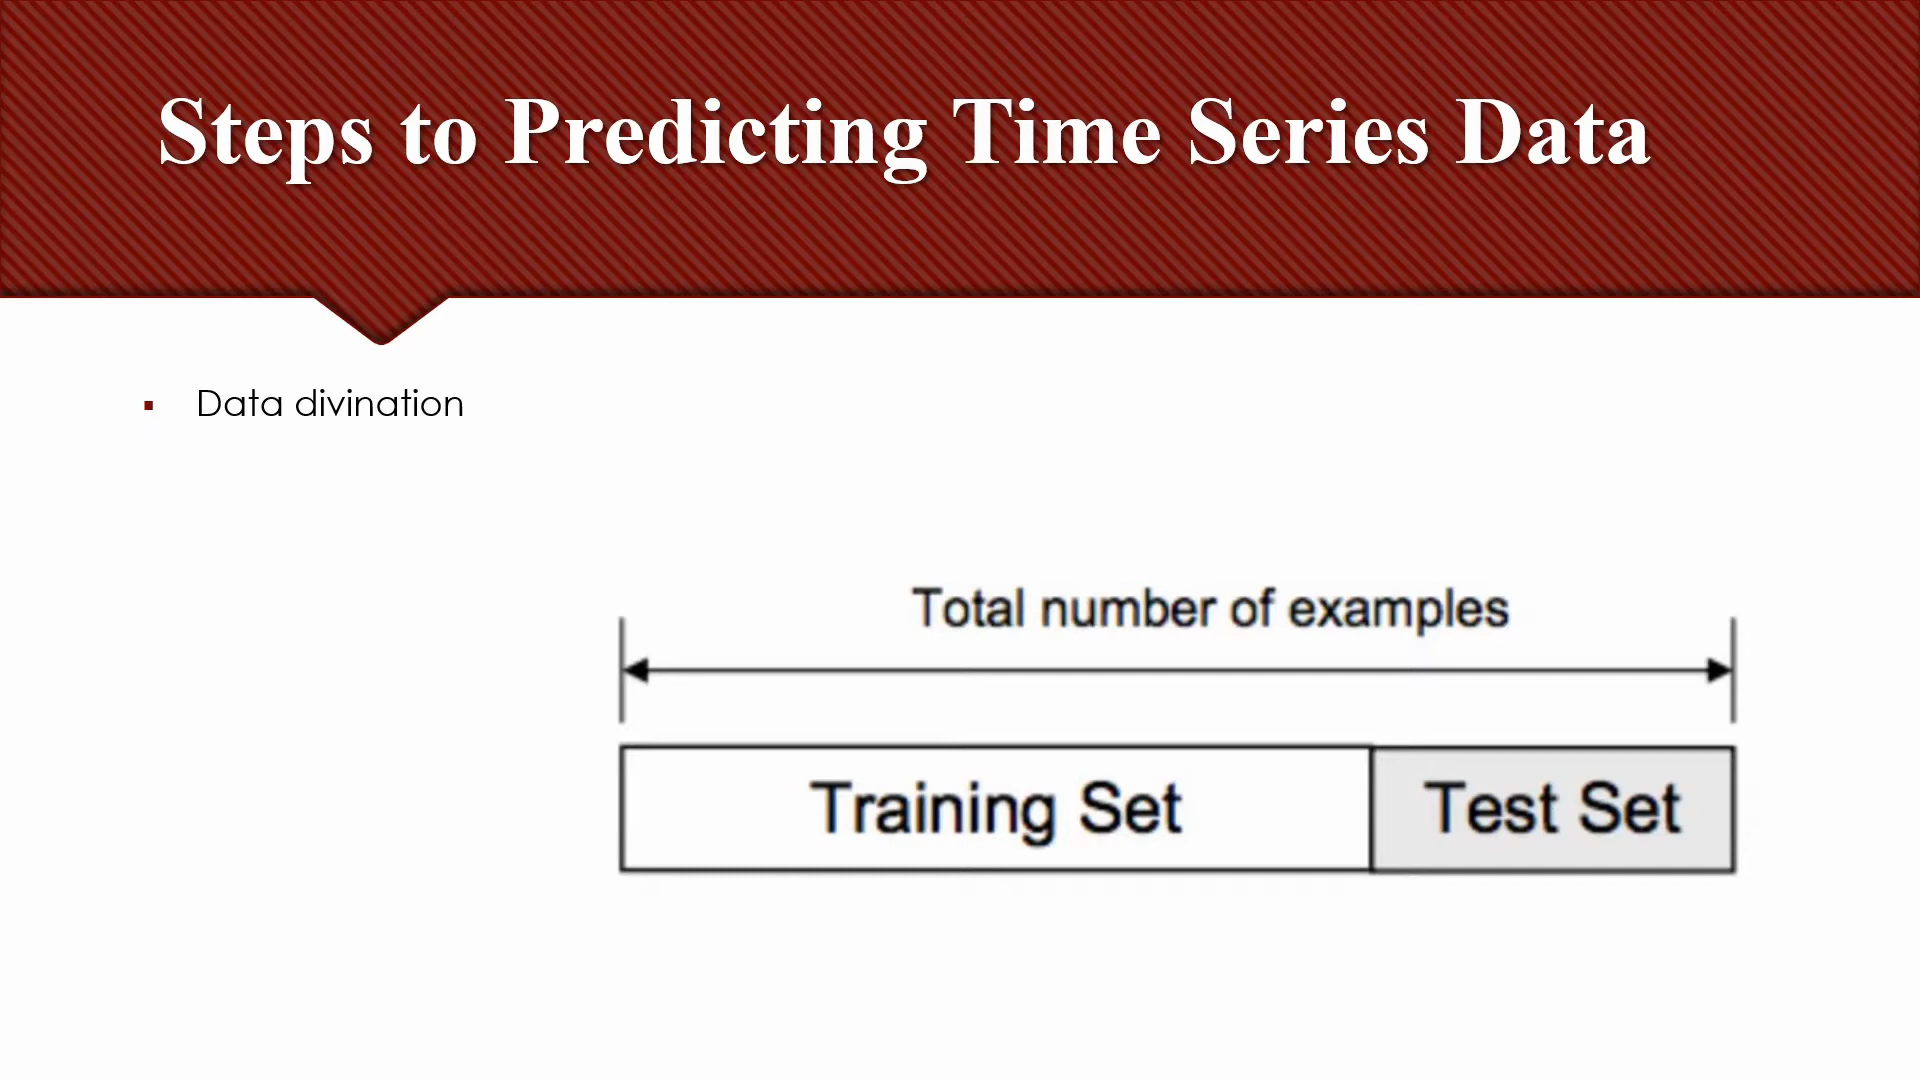 Steps to Predicting Time Series Data
Data divination
Total number of examples
Training Set
Test Set